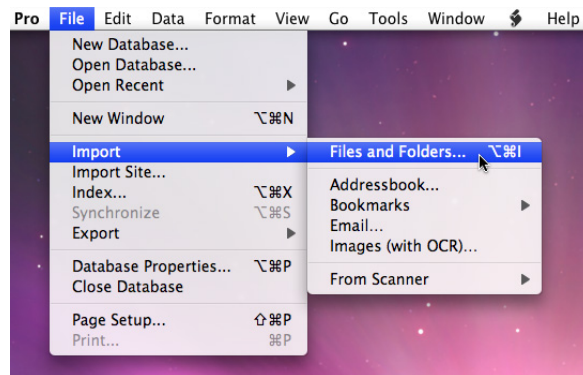 Pro File Edit Data Format View Go Tools Window Help
New Database...
Open Database...
Open Recent
New Window ⌥⌘N
Import
Import Site...
Index... ⌥⌘X
Synchronize ⌥⌘S
Export
Database Properties... ⌥⌘P
Close Database
Page Setup... ⇧⌘P
Print... ⌘P
Files and Folders... ⌥⌘I
Addressbook...
Bookmarks
Email...
Images (with OCR)...
From Scanner